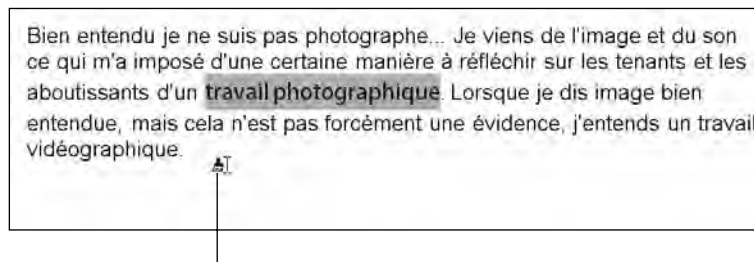 Bien entendu je ne suis pas photographe... Je viens de l'image et du son
ce qui m'a imposé d'une certaine manière à réfléchir sur les tenants et les
aboutissants d'un travail photographique. Lorsque je dis image bien
entendue, mais cela n'est pas forcément une évidence, j'entends un travail
vidéographique.